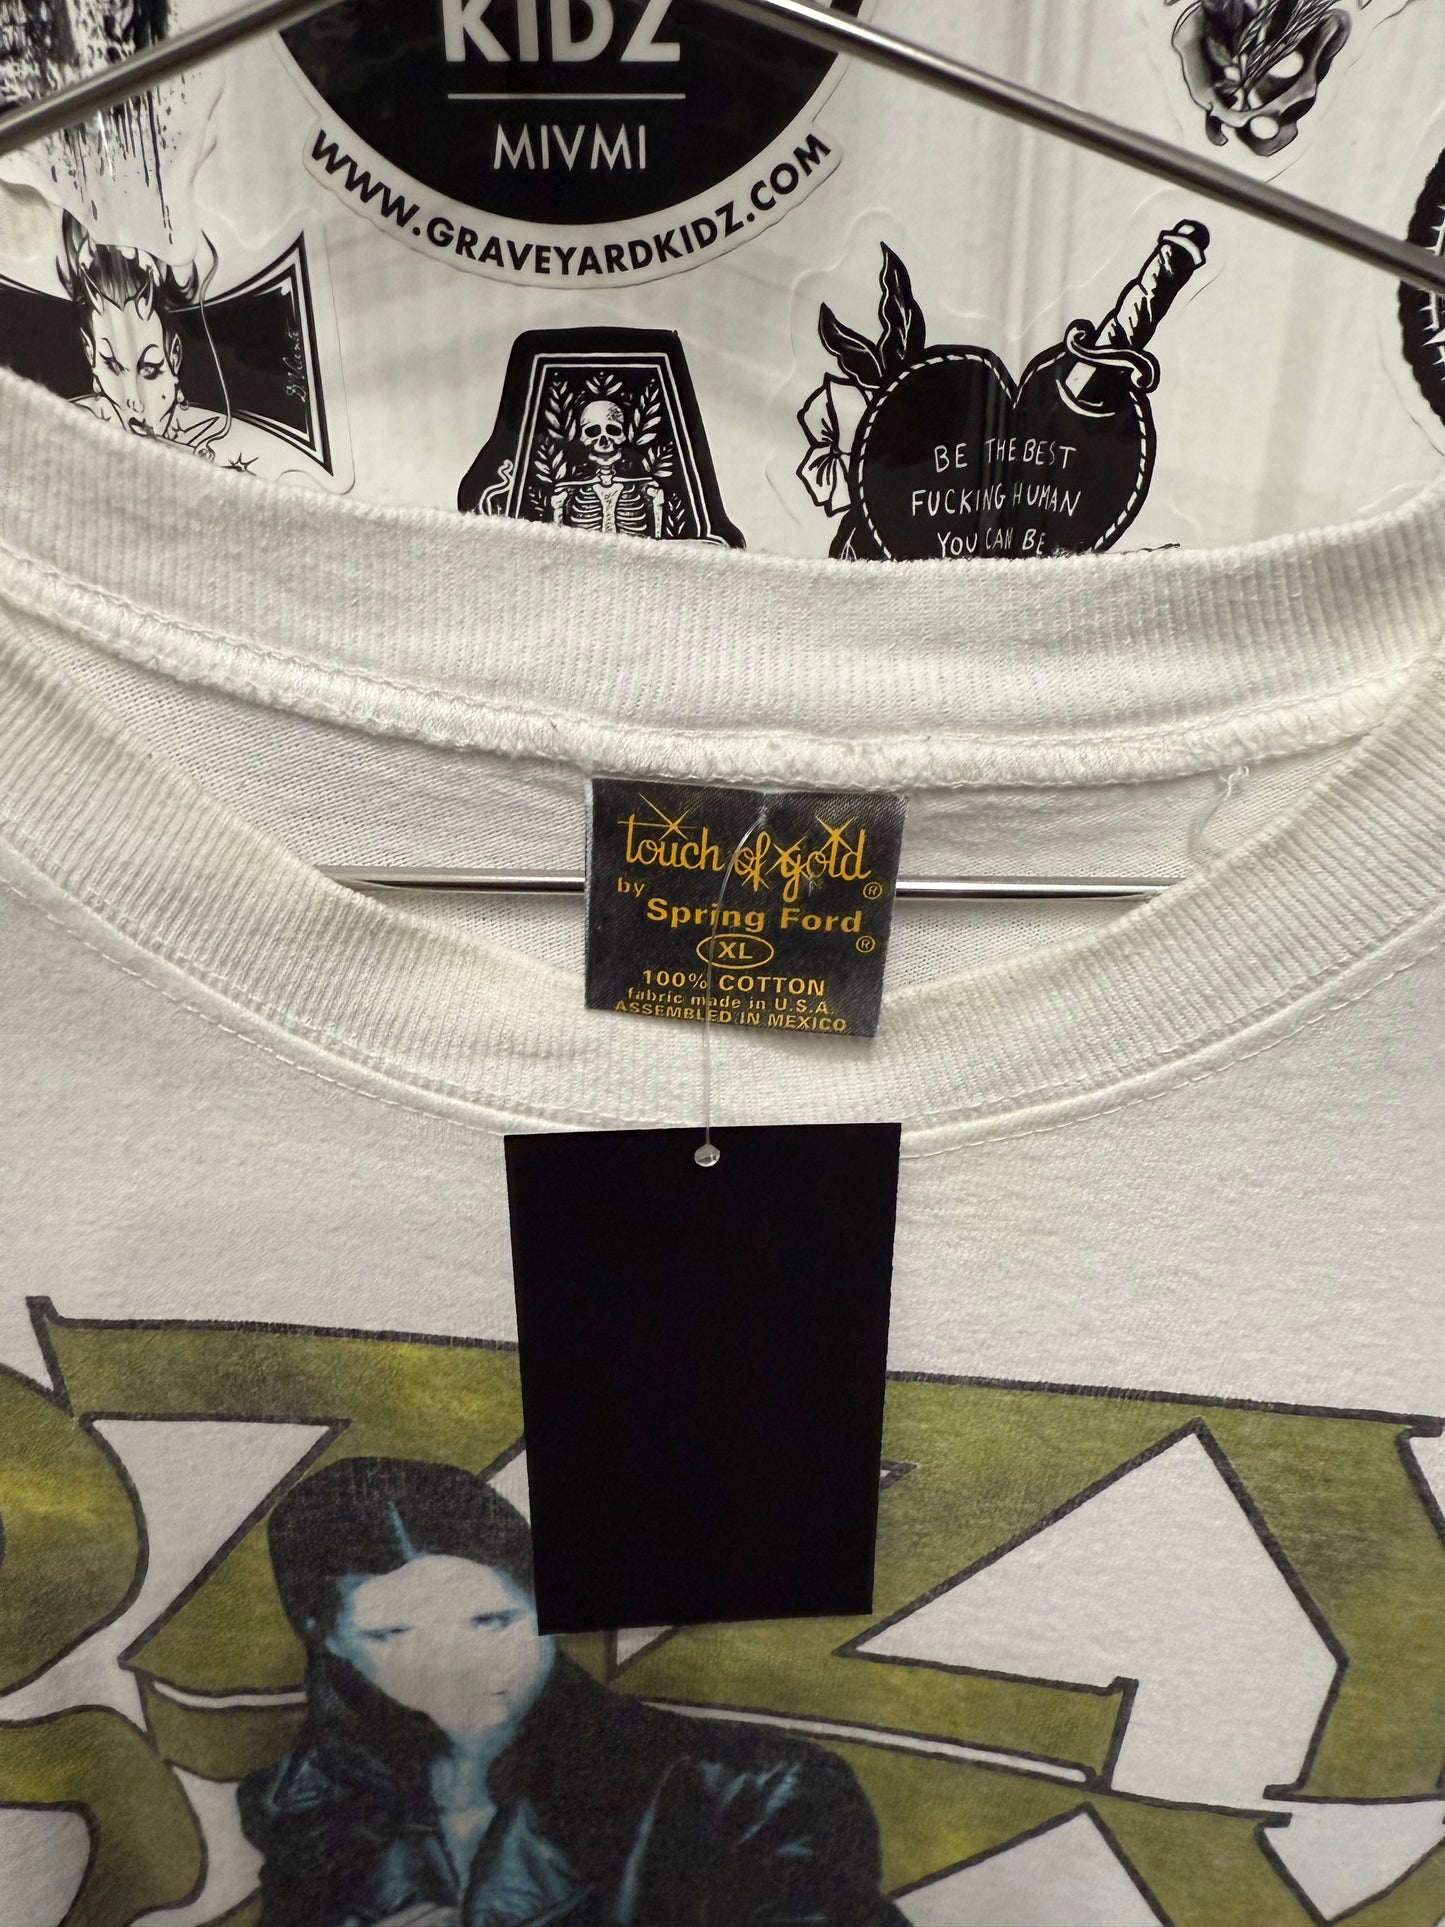 KIDZ
MIVMI
WWW.GRAVEYARDKIDZ.COM
BE THE BEST
FUCKING HUMAN
YOU CAN BE
touch of gold®
by
Spring Ford®
XL
100% COTTON
fabric made in U.S.A.
ASSEMBLED IN MEXICO